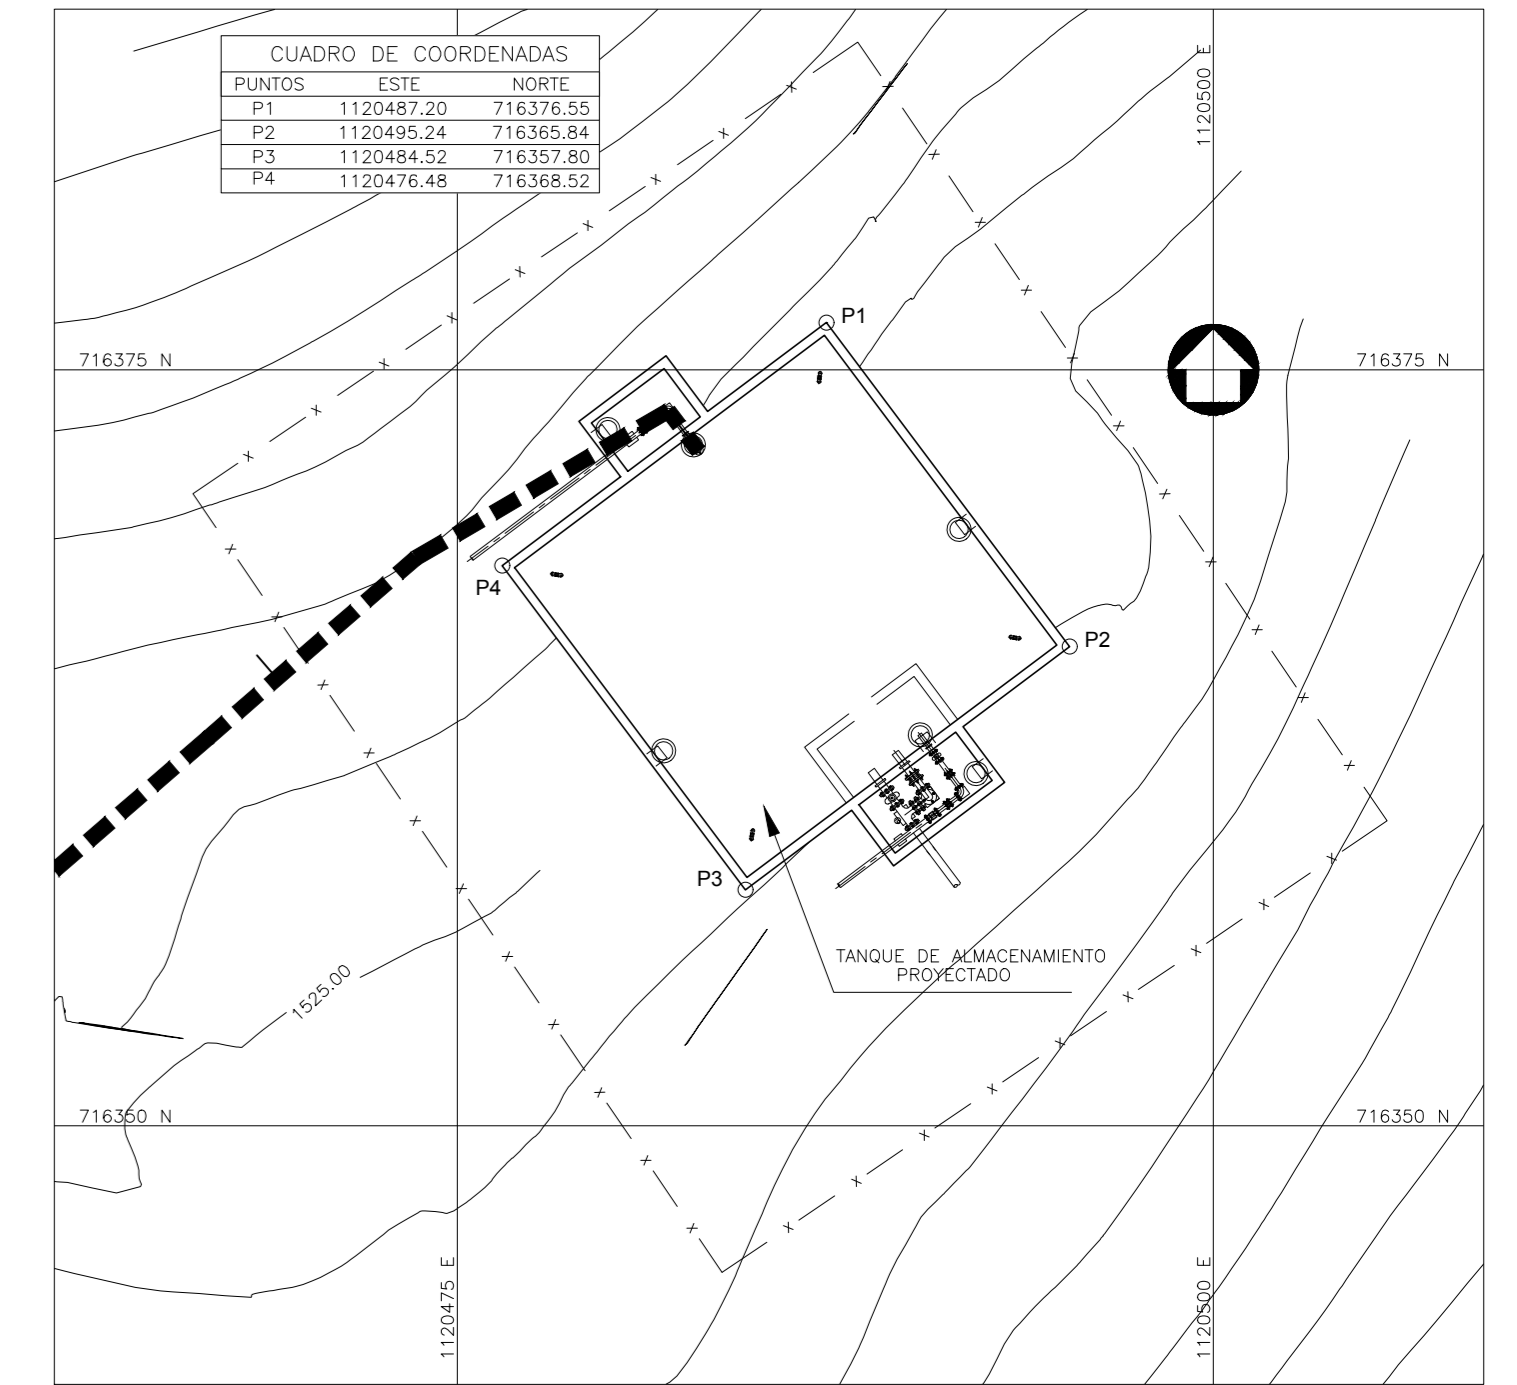 CUADRO DE COORDENADAS
PUNTOS ESTE NORTE
P1 1120487.20 716376.55
P2 1120495.24 716365.84
P3 1120484.52 716357.80
P4 1120476.48 716368.52
1120500 E
P1
716375 N
716375 N
P4
P2
P3
TANQUE DE ALMACENAMIENTO
PROYECTADO
1525.00
716350 N
716350 N
1120475 E
1120500 E